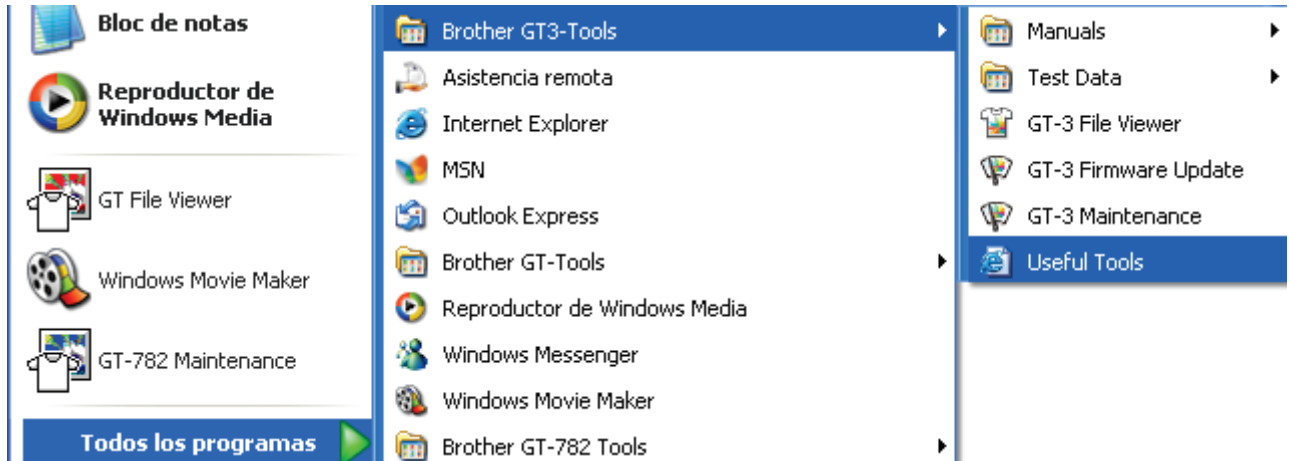 Bloc de notas
Reproductor de
Windows Media
GT File Viewer
Windows Movie Maker
GT-782 Maintenance
Todos los programas
Brother GT3-Tools
Asistencia remota
Internet Explorer
MSN
Outlook Express
Brother GT-Tools
Reproductor de Windows Media
Windows Messenger
Windows Movie Maker
Brother GT-782 Tools
Manuals
Test Data
GT-3 File Viewer
GT-3 Firmware Update
GT-3 Maintenance
Useful Tools